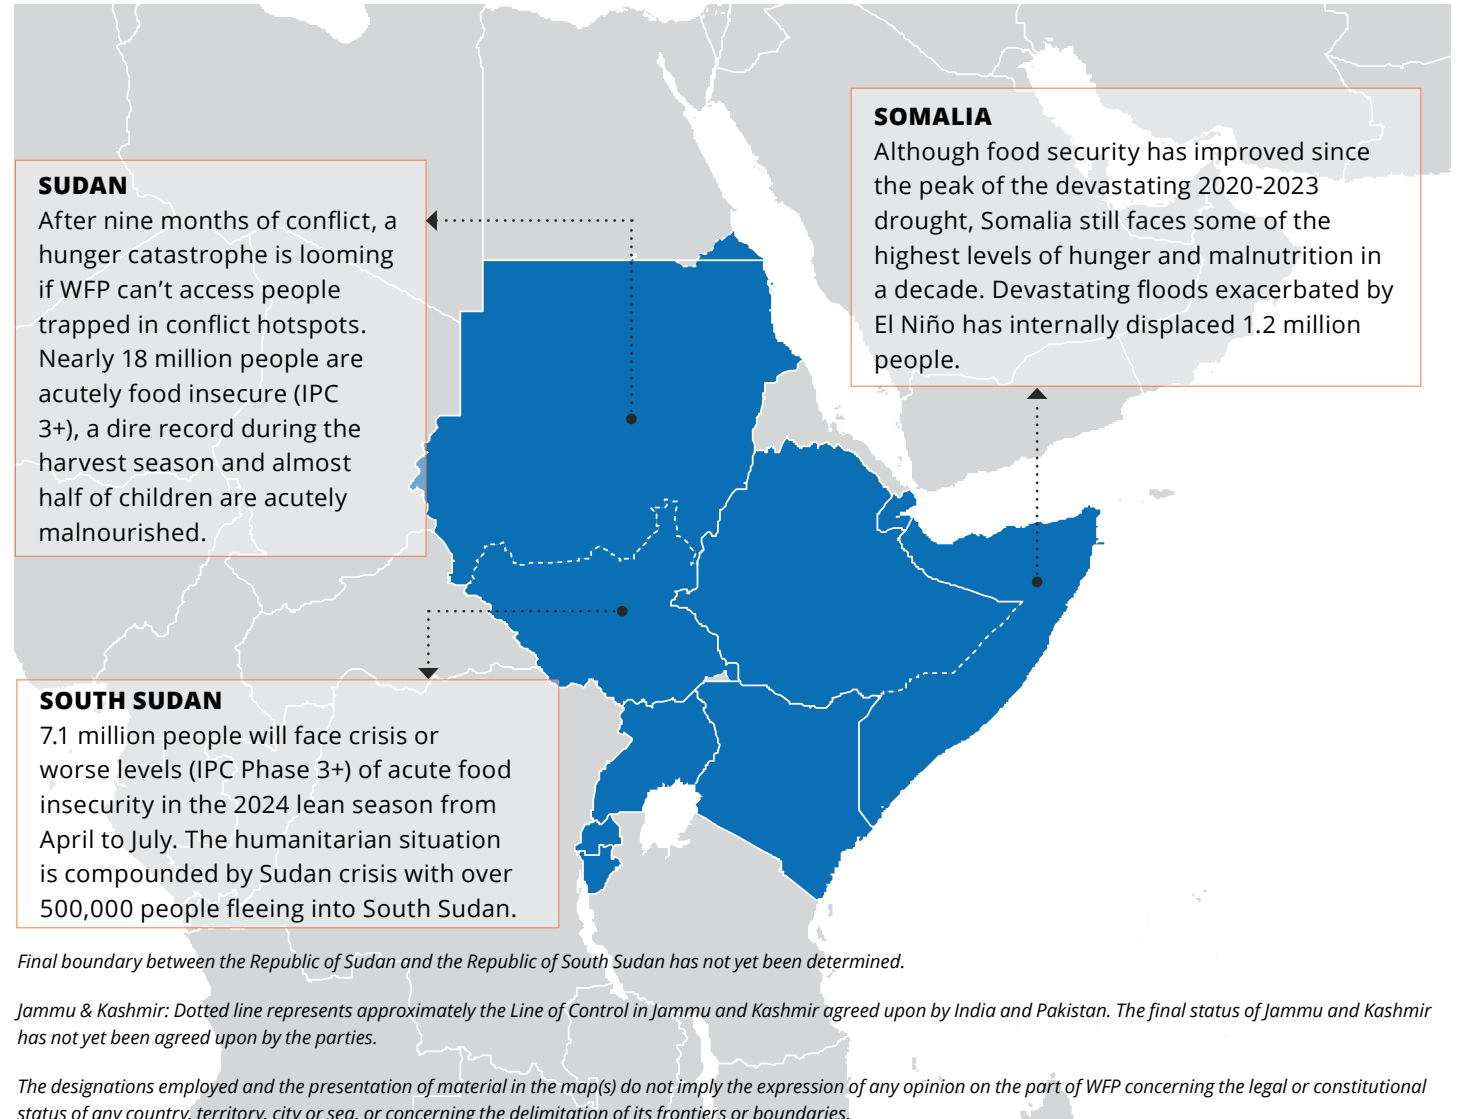 SUDAN
After nine months of conflict, a
hunger catastrophe is looming
if WFP can’t access people
trapped in conflict hotspots.
Nearly 18 million people are
acutely food insecure (IPC
3+), a dire record during the
harvest season and almost
half of children are acutely
malnourished.
SOMALIA
Although food security has improved since
the peak of the devastating 2020-2023
drought, Somalia still faces some of the
highest levels of hunger and malnutrition in
a decade. Devastating floods exacerbated by
El Niño has internally displaced 1.2 million
people.
SOUTH SUDAN
7.1 million people will face crisis or
worse levels (IPC Phase 3+) of acute food
insecurity in the 2024 lean season from
April to July. The humanitarian situation
is compounded by Sudan crisis with over
500,000 people fleeing into South Sudan.
Final boundary between the Republic of Sudan and the Republic of South Sudan has not yet been determined.
Jammu & Kashmir: Dotted line represents approximately the Line of Control in Jammu and Kashmir agreed upon by India and Pakistan. The final status of Jammu and Kashmir
has not yet been agreed upon by the parties.
The designations employed and the presentation of material in the map(s) do not imply the expression of any opinion on the part of WFP concerning the legal or constitutional
status of any country, territory, city or sea, or concerning the delimitation of its frontiers or boundaries.